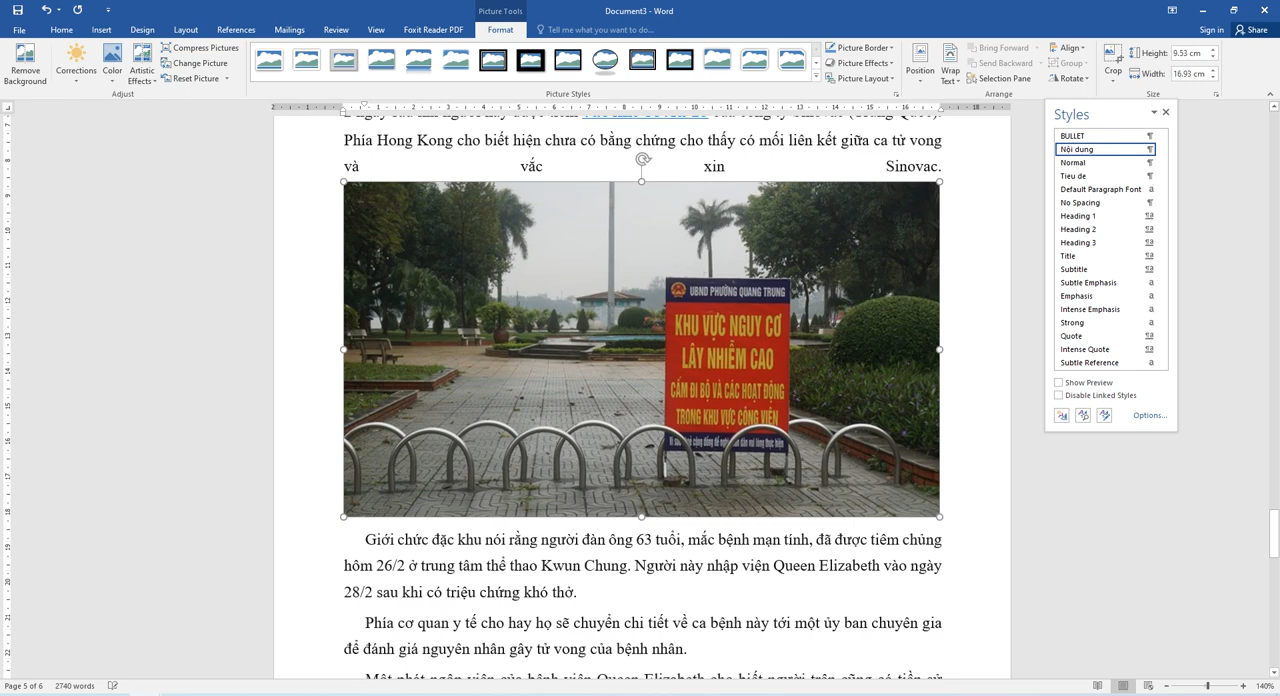 Picture Tools
Document3 - Word
File
Home
Insert
Design
Layout
References
Mailings
Review
View
Foxit Reader PDF
Format
Tell me what you want to do...
Sign in
Share
Remove Background
Corrections
Color
Artistic Effects
Compress Pictures
Change Picture
Reset Picture
Adjust
Picture Styles
Picture Border
Picture Effects
Picture Layout
Position
Wrap Text
Bring Forward
Send Backward
Selection Pane
Align
Group
Rotate
Arrange
Crop
Height: 9.53 cm
Width: 16.93 cm
Size
Phía Hong Kong cho biết hiện chưa có bằng chứng cho thấy có mối liên kết giữa ca tử vong
và vắc xin Sinovac.
UBND PHƯỜNG QUANG TRUNG
KHU VỰC NGUY CƠ
LÂY NHIỄM CAO
CẤM ĐI BỘ VÀ CÁC HOẠT ĐỘNG
TRONG KHU VỰC CÔNG VIÊN
Giới chức đặc khu nói rằng người đàn ông 63 tuổi, mắc bệnh mạn tính, đã được tiêm chủng
hôm 26/2 ở trung tâm thể thao Kwun Chung. Người này nhập viện Queen Elizabeth vào ngày
28/2 sau khi có triệu chứng khó thở.
Phía cơ quan y tế cho hay họ sẽ chuyển chi tiết về ca bệnh này tới một ủy ban chuyên gia
để đánh giá nguyên nhân gây tử vong của bệnh nhân.
Styles
BULLET
Nội dung
Normal
Tieu de
Default Paragraph Font
No Spacing
Heading 1
Heading 2
Heading 3
Title
Subtitle
Subtle Emphasis
Emphasis
Intense Emphasis
Strong
Quote
Intense Quote
Subtle Reference
Show Preview
Disable Linked Styles
Options...
Page 5 of 6
2740 words
140%